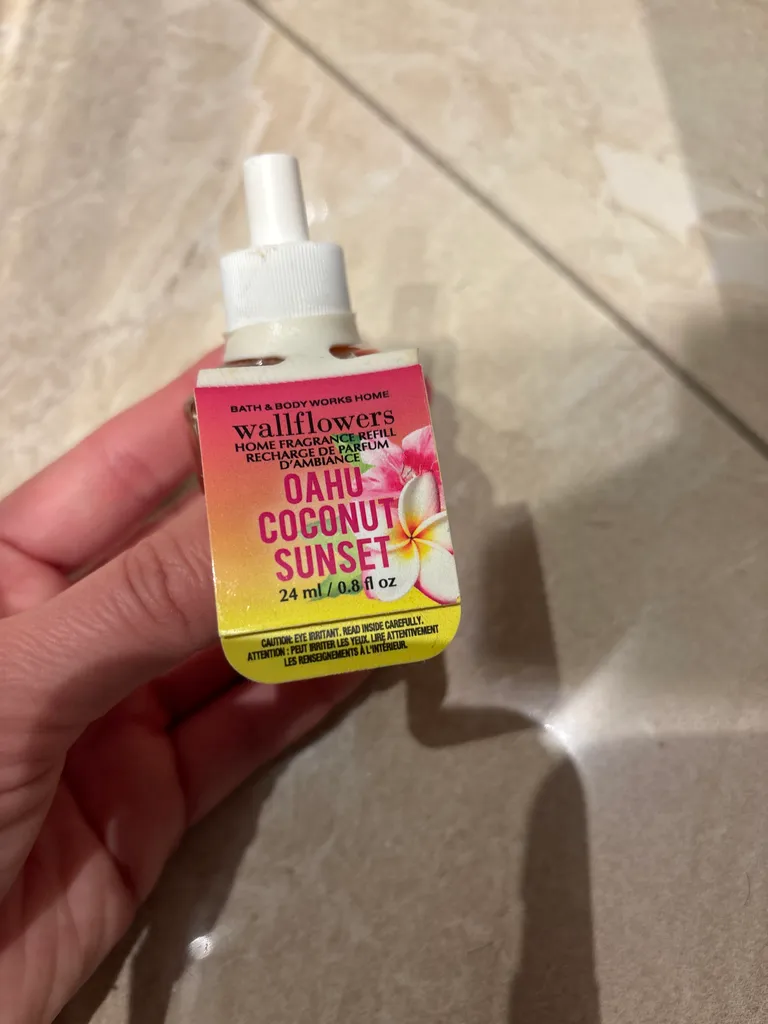 BATH & BODY WORKS HOME
wallflowers
HOME FRAGRANCE REFILL
RECHARGE DE PARFUM
D'AMBIANCE
OAHU
COCONUT
SUNSET
24 ml / 0.8 fl oz
CAUTION: EYE IRRITANT. READ INSIDE CAREFULLY.
ATTENTION : PEUT IRRITER LES YEUX. LIRE ATTENTIVEMENT
LES RENSEIGNEMENTS À L'INTÉRIEUR.